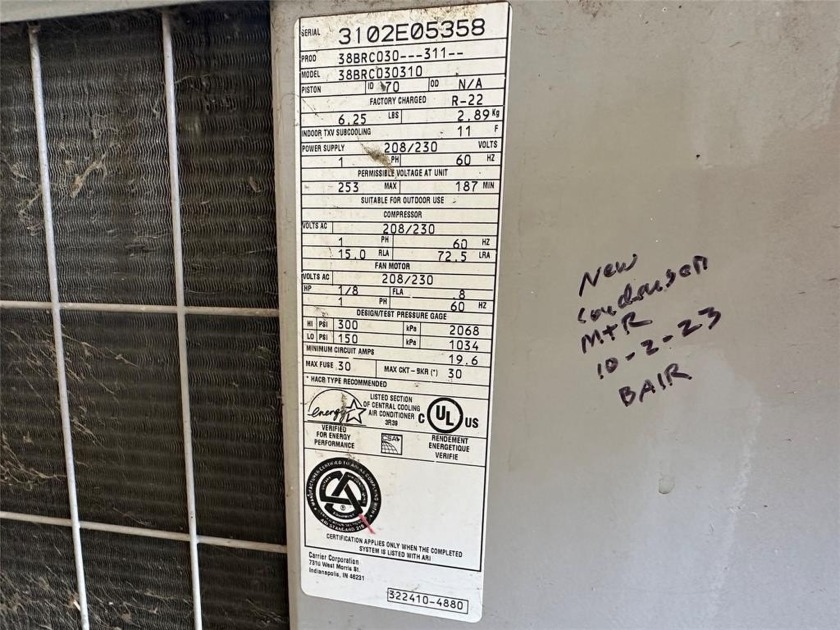 SERIAL 3102E05358
PROD 38BRC030---311--
MODEL 38BRC030310
PISTON ID 70 OD N/A
FACTORY CHARGED R-22
6.25 LBS 2.89 Kg
INDOOR TXV SUBCOOLING 11 F
POWER SUPPLY 208/230 VOLTS
1 PH 60 HZ
PERMISSIBLE VOLTAGE AT UNIT
253 MAX 187 MIN
SUITABLE FOR OUTDOOR USE
COMPRESSOR
VOLTS AC 208/230
1 PH 60 HZ
15.0 RLA 72.5 LRA
FAN MOTOR
VOLTS AC 208/230
HP 1/8 FLA .8
1 PH 60 HZ
DESIGN/TEST PRESSURE GAGE
HI PSI 300 kPa 2068
LO PSI 150 kPa 1034
MINIMUM CIRCUIT AMPS 19.6
MAX FUSE 30 MAX CKT-BKR (*) 30
* HACR TYPE RECOMMENDED
energy
VERIFIED
FOR ENERGY
PERFORMANCE
LISTED SECTION
OF CENTRAL COOLING
AIR CONDITIONER
3R39
C UL US
CSA
RENDEMENT
ENERGETIQUE
VERIFIE
CERTIFICATION APPLIES ONLY WHEN THE COMPLETED
SYSTEM IS LISTED WITH ARI
Carrier Corporation
7310 West Morris St.
Indianapolis, IN 46231
322410-4880
New
Condenser
MTR
10-2-23
BAIR